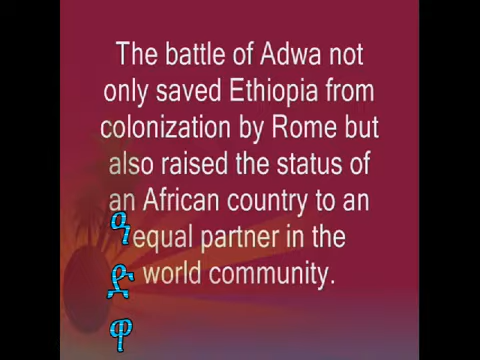 The battle of Adwa not
only saved Ethiopia from
colonization by Rome but
also raised the status of
an African country to an
equal partner in the
world community.
ዓ
ድ
ዋ